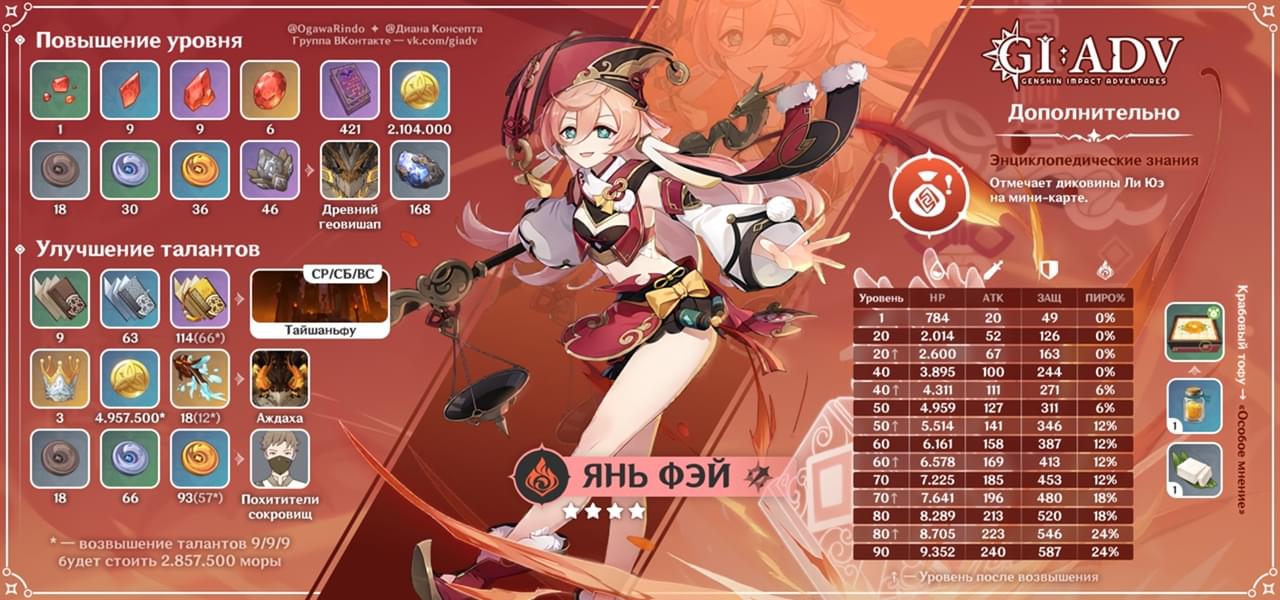 Повышение уровня
@OgawaRindo ✦ @Диана Консепта
Группа ВКонтакте — vk.com/giadv
1 9 9 6 421 2.104.000
18 30 36 46 Древний геовишап 168
Улучшение талантов
СР/СБ/ВС
9 63 114(66*) Тайшаньфу
3 4.957.500* 18(12*) Аждаха
18 66 93(57*) Похитители
сокровищ
* — возвышение талантов 9/9/9
будет стоить 2.857.500 моры
ЯНЬ ФЭЙ
GI:ADV
GENSHIN IMPACT ADVENTURES
Дополнительно
Энциклопедические знания
Отмечает диковины Ли Юэ
на мини-карте.
Уровень HP АТК ЗАЩ ПИРО%
1 784 20 49 0%
20 2.014 52 126 0%
20↑ 2.600 67 163 0%
40 3.895 100 244 0%
40↑ 4.311 111 271 6%
50 4.959 127 311 6%
50↑ 5.514 141 346 12%
60 6.161 158 387 12%
60↑ 6.578 169 413 12%
70 7.225 185 453 12%
70↑ 7.641 196 480 18%
80 8.289 213 520 18%
80↑ 8.705 223 546 24%
90 9.352 240 587 24%
↑ — Уровень после возвышения
1
1
Крабовый тофу → «Особое мнение»